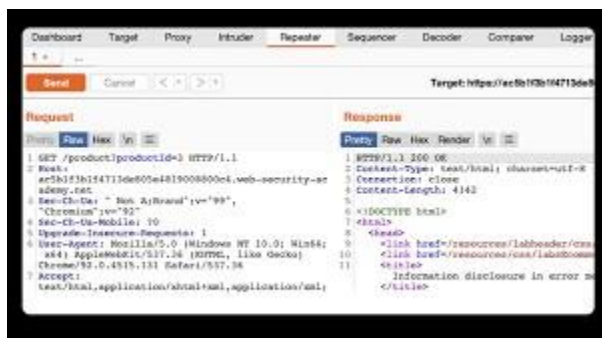 Dashboard Target Proxy Intruder Repeater Sequencer Decoder Comparer Logger
1 × ...
Send Cancel < > Target: https://
Request
Response
Pretty Raw Hex \n
Pretty Raw Hex Render \n
1 GET /product?productId=3 HTTP/1.1
2 Host:
.web-security-ac
ademy.net
3 Sec-Ch-Ua: " Not A;Brand";v="99",
"Chromium";v="92"
4 Sec-Ch-Ua-Mobile: ?0
5 Upgrade-Insecure-Requests: 1
6 User-Agent: Mozilla/5.0 (Windows NT 10.0; Win64;
x64) AppleWebKit/537.36 (KHTML, like Gecko)
Chrome/92.0.4515.131 Safari/537.36
7 Accept:
text/html,application/xhtml+xml,application/xml;
1 HTTP/1.1 200 OK
2 Content-Type: text/html; charset=utf-8
3 Connection: close
4 Content-Length: 4342
5
6 <!DOCTYPE html>
7 <html>
8 <head>
9 <link href=/resources/labheader/css/
10 <link href=/resources/css/
11 <title>
Information disclosure in error me
</title>